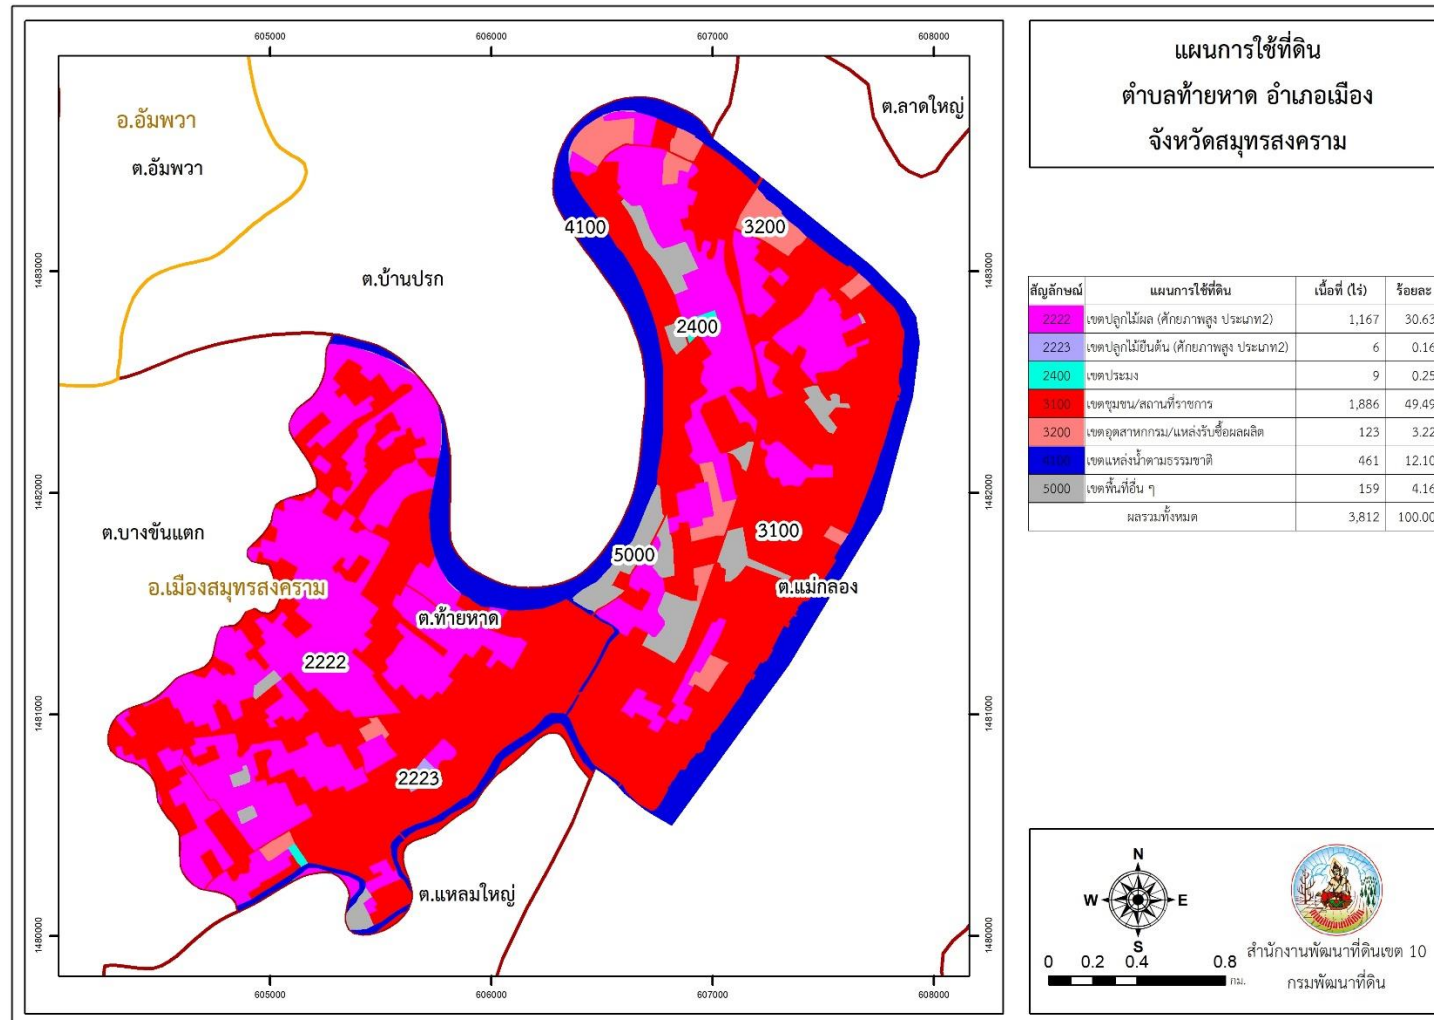 แผนการใช้ที่ดิน
ตำบลท้ายหาด อำเภอเมือง
จังหวัดสมุทรสงคราม
605000 606000 607000 608000
1483000 1483000
1482000 1482000
1481000 1481000
1480000 1480000
605000 606000 607000 608000
อ.อัมพวา
ต.อัมพวา
ต.ลาดใหญ่
4100
3200
ต.บ้านปรก
2400
ต.บางขันแตก
5000
3100
อ.เมืองสมุทรสงคราม
ต.แม่กลอง
ต.ท้ายหาด
2222
2223
ต.แหลมใหญ่
สัญลักษณ์ แผนการใช้ที่ดิน เนื้อที่ (ไร่) ร้อยละ
2222 เขตปลูกไม้ผล (ศักยภาพสูง ประเภท2) 1,167 30.63
2223 เขตปลูกไม้ยืนต้น (ศักยภาพสูง ประเภท2) 6 0.16
2400 เขตประมง 9 0.25
3100 เขตชุมชน/สถานที่ราชการ 1,886 49.49
3200 เขตอุตสาหกกรม/แหล่งรับซื้อผลผลิต 123 3.22
4100 เขตแหล่งน้ำตามธรรมชาติ 461 12.10
5000 เขตพื้นที่อื่น ๆ 159 4.16
ผลรวมทั้งหมด 3,812 100.00
N
W E
S
0 0.2 0.4 0.8
กม.
สำนักงานพัฒนาที่ดินเขต 10
กรมพัฒนาที่ดิน